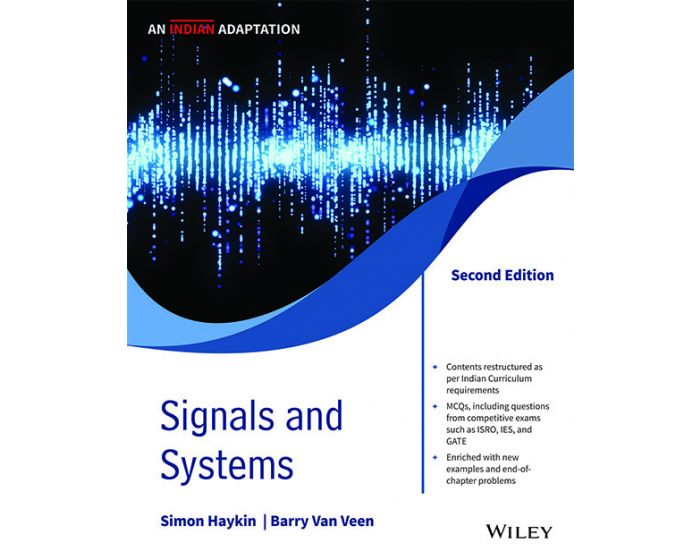 AN INDIAN ADAPTATION
Second Edition
✦ Contents restructured as
per Indian Curriculum
requirements
✦ MCQs, including questions
from competitive exams
such as ISRO, IES, and
GATE
✦ Enriched with new
examples and end-of-
chapter problems
Signals and
Systems
Simon Haykin | Barry Van Veen
WILEY